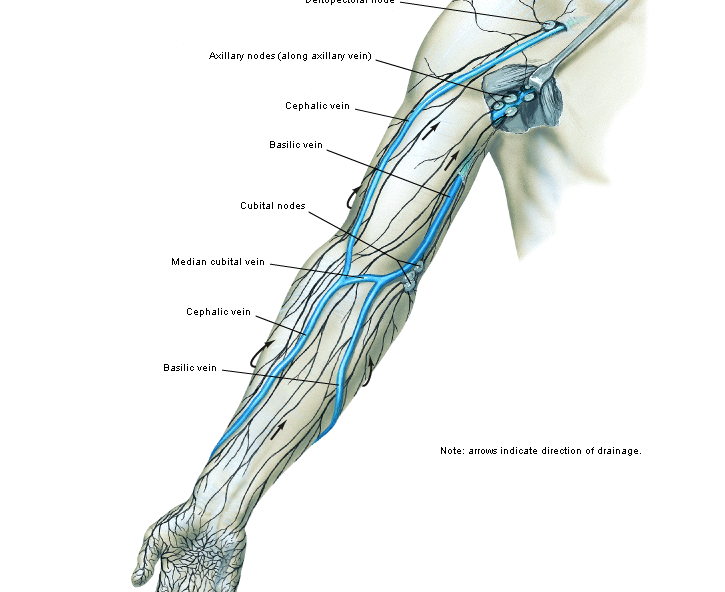 Deltopectoral node
Axillary nodes (along axillary vein)
Cephalic vein
Basilic vein
Cubital nodes
Median cubital vein
Cephalic vein
Basilic vein
Note: arrows indicate direction of drainage.